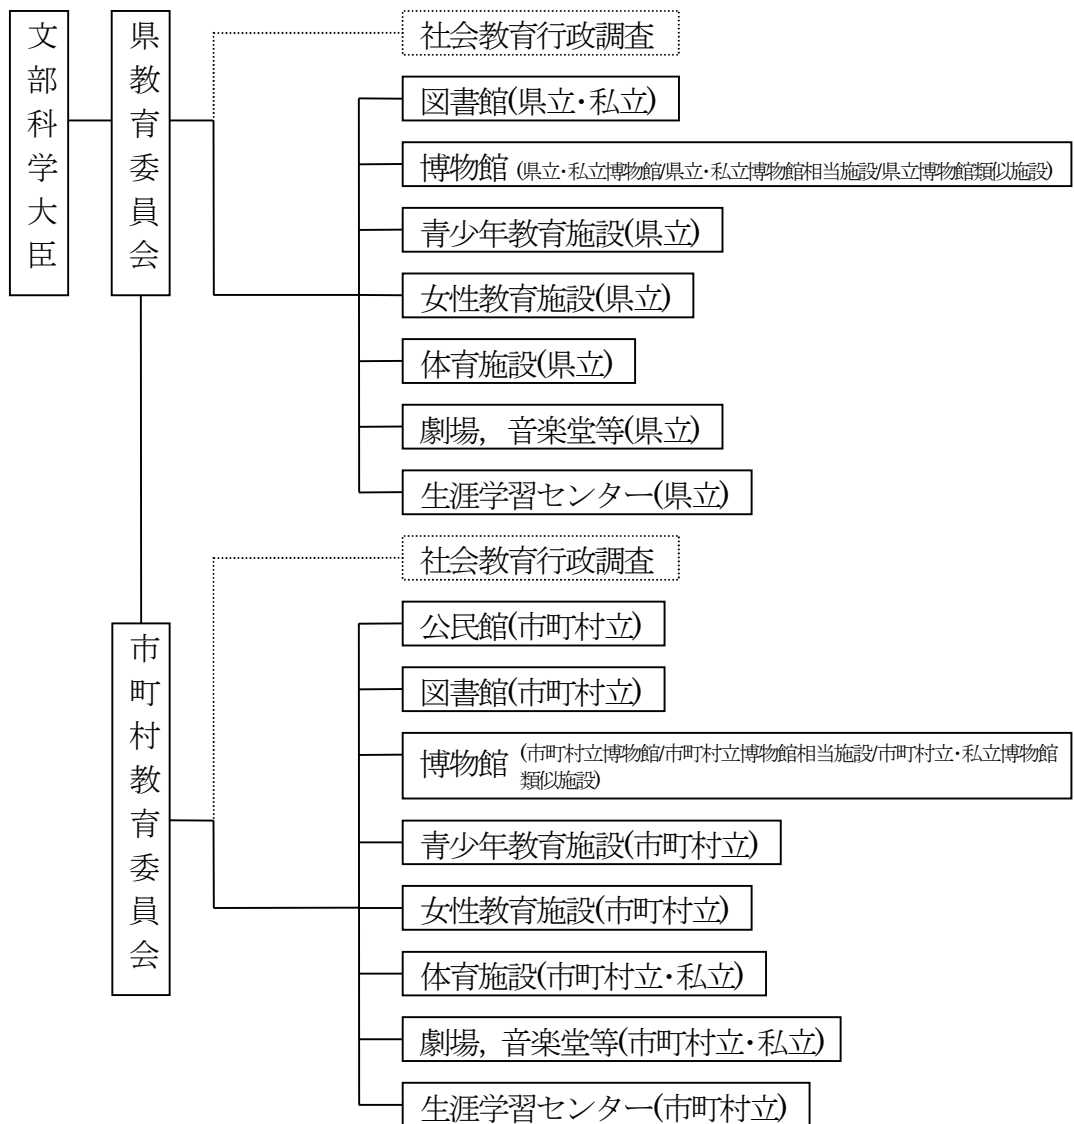 文部科学大臣
県教育委員会
社会教育行政調査
図書館(県立・私立)
博物館 (県立・私立博物館/県立・私立博物館相当施設/県立博物館類似施設)
青少年教育施設(県立)
女性教育施設(県立)
体育施設(県立)
劇場，音楽堂等(県立)
生涯学習センター(県立)
市町村教育委員会
社会教育行政調査
公民館(市町村立)
図書館(市町村立)
博物館 (市町村立博物館/市町村立博物館相当施設/市町村立・私立博物館
類似施設)
青少年教育施設(市町村立)
女性教育施設(市町村立)
体育施設(市町村立・私立)
劇場，音楽堂等(市町村立・私立)
生涯学習センター(市町村立)